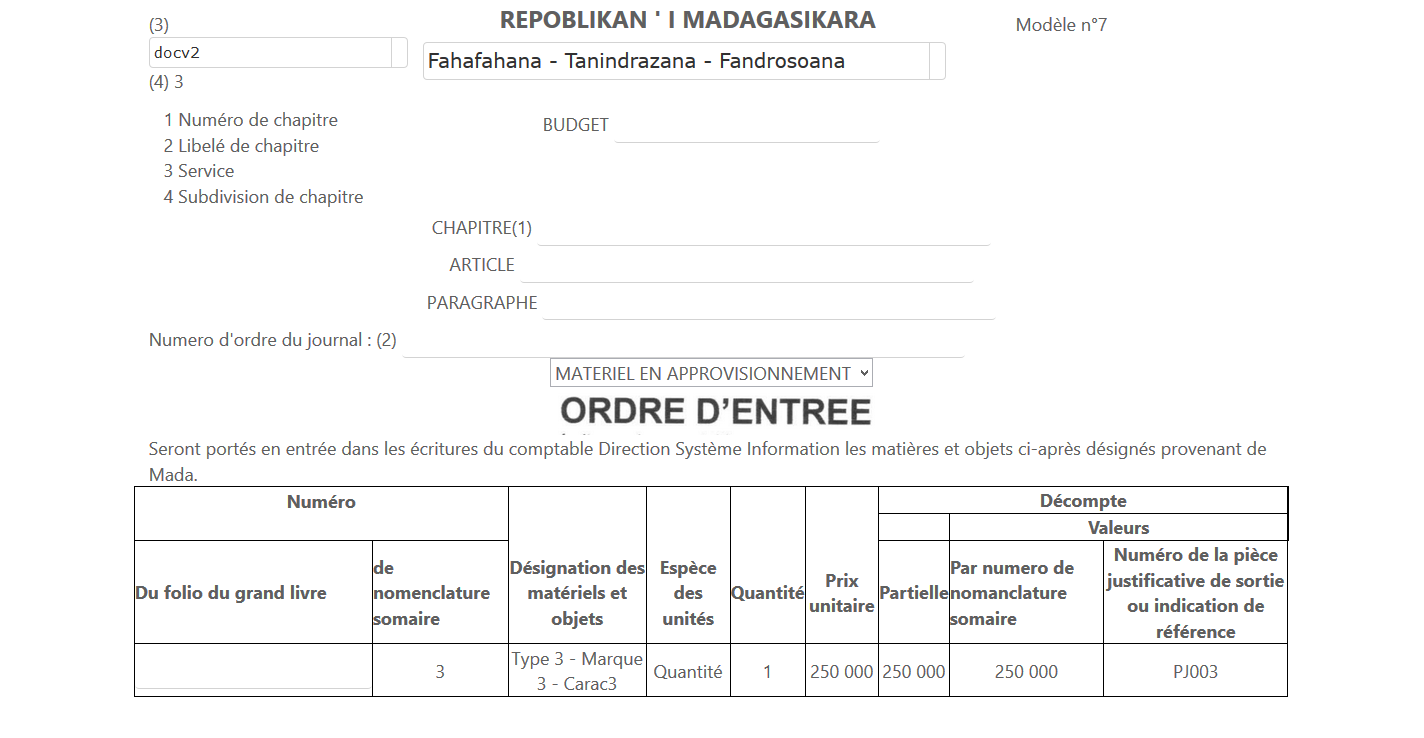 (3)
REPOBLIKAN ' I MADAGASIKARA
Modèle n°7
docv2
Fahafahana - Tanindrazana - Fandrosoana
(4) 3
1 Numéro de chapitre
BUDGET
2 Libelé de chapitre
3 Service
4 Subdivision de chapitre
CHAPITRE(1)
ARTICLE
PARAGRAPHE
Numero d'ordre du journal : (2)
MATERIEL EN APPROVISIONNEMENT
ORDRE D'ENTREE
Seront portés en entrée dans les écritures du comptable Direction Système Information les matières et objets ci-après désignés provenant de
Mada.
Numéro
Décompte
Valeurs
Du folio du grand livre
de
nomenclature
somaire
Désignation des
matériels et
objets
Espèce
des
unités
Quantité
Prix
unitaire
Partielle
Par numero de
nomanclature
somaire
Numéro de la pièce
justificative de sortie
ou indication de
référence
3
Type 3 - Marque
3 - Carac3
Quantité
1
250 000
250 000
250 000
PJ003